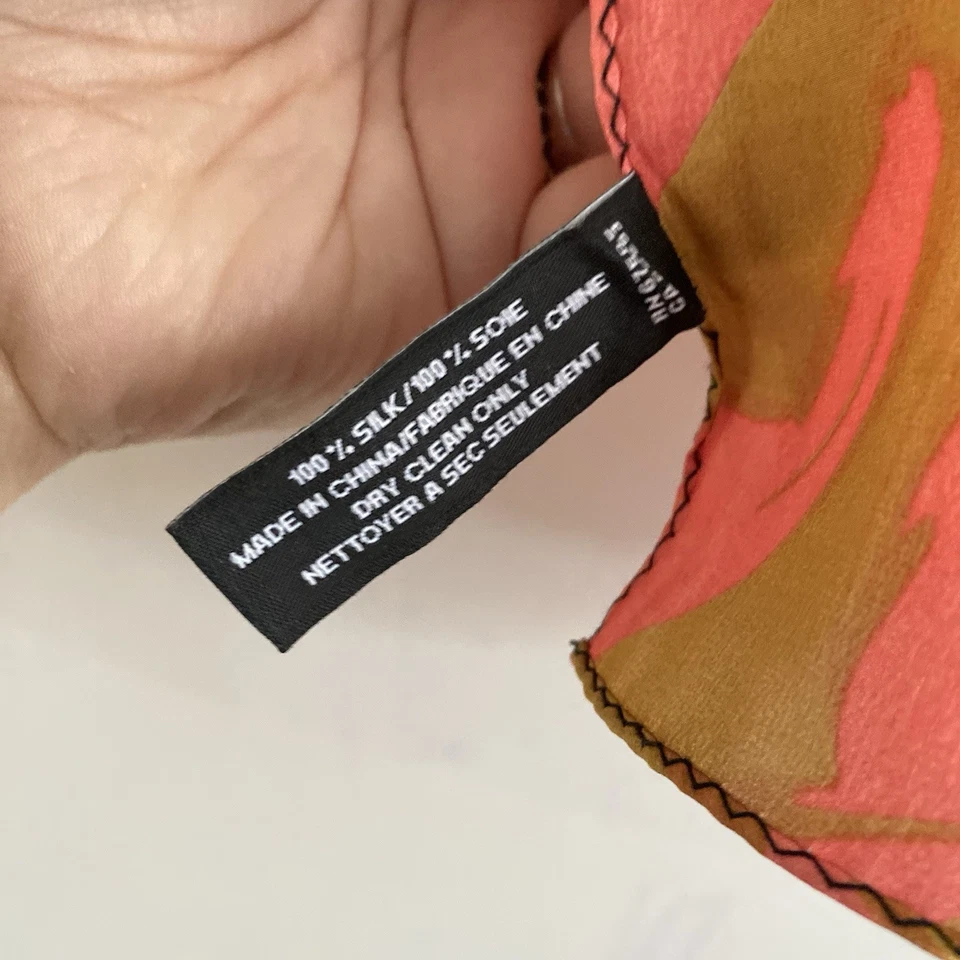 100% SILK/100% SOIE
MADE IN CHINA/FABRIQUE EN CHINE
DRY CLEAN ONLY
NETTOYER A SEC SEULEMENT